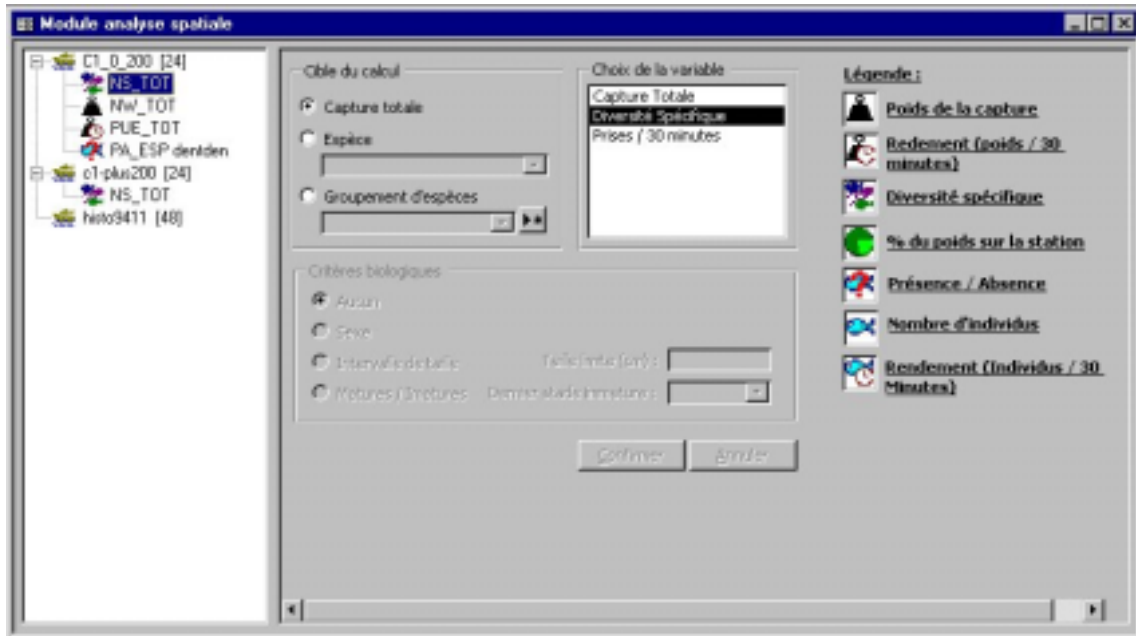 Module analyse spatiale
C1_0_200 [24]
NS_TOT
NW_TOT
PUE_TOT
PA_ESP dentden
c1-plus200 [24]
NS_TOT
histo9411 [48]
Cible du calcul
Capture totale
Espèce
Groupement d'espèces
Choix de la variable
Capture Totale
Diversité Spécifique
Prises / 30 minutes
Critères biologiques
Aucun
Sexe
Intervalle de taille
Taille limite (cm) :
Matures / Imatures
Dernier stade immature :
Confirmer
Annuler
Légende :
Poids de la capture
Redement (poids / 30
minutes)
Diversité spécifique
% du poids sur la station
Présence / Absence
Nombre d'individus
Rendement (Individus / 30
Minutes)